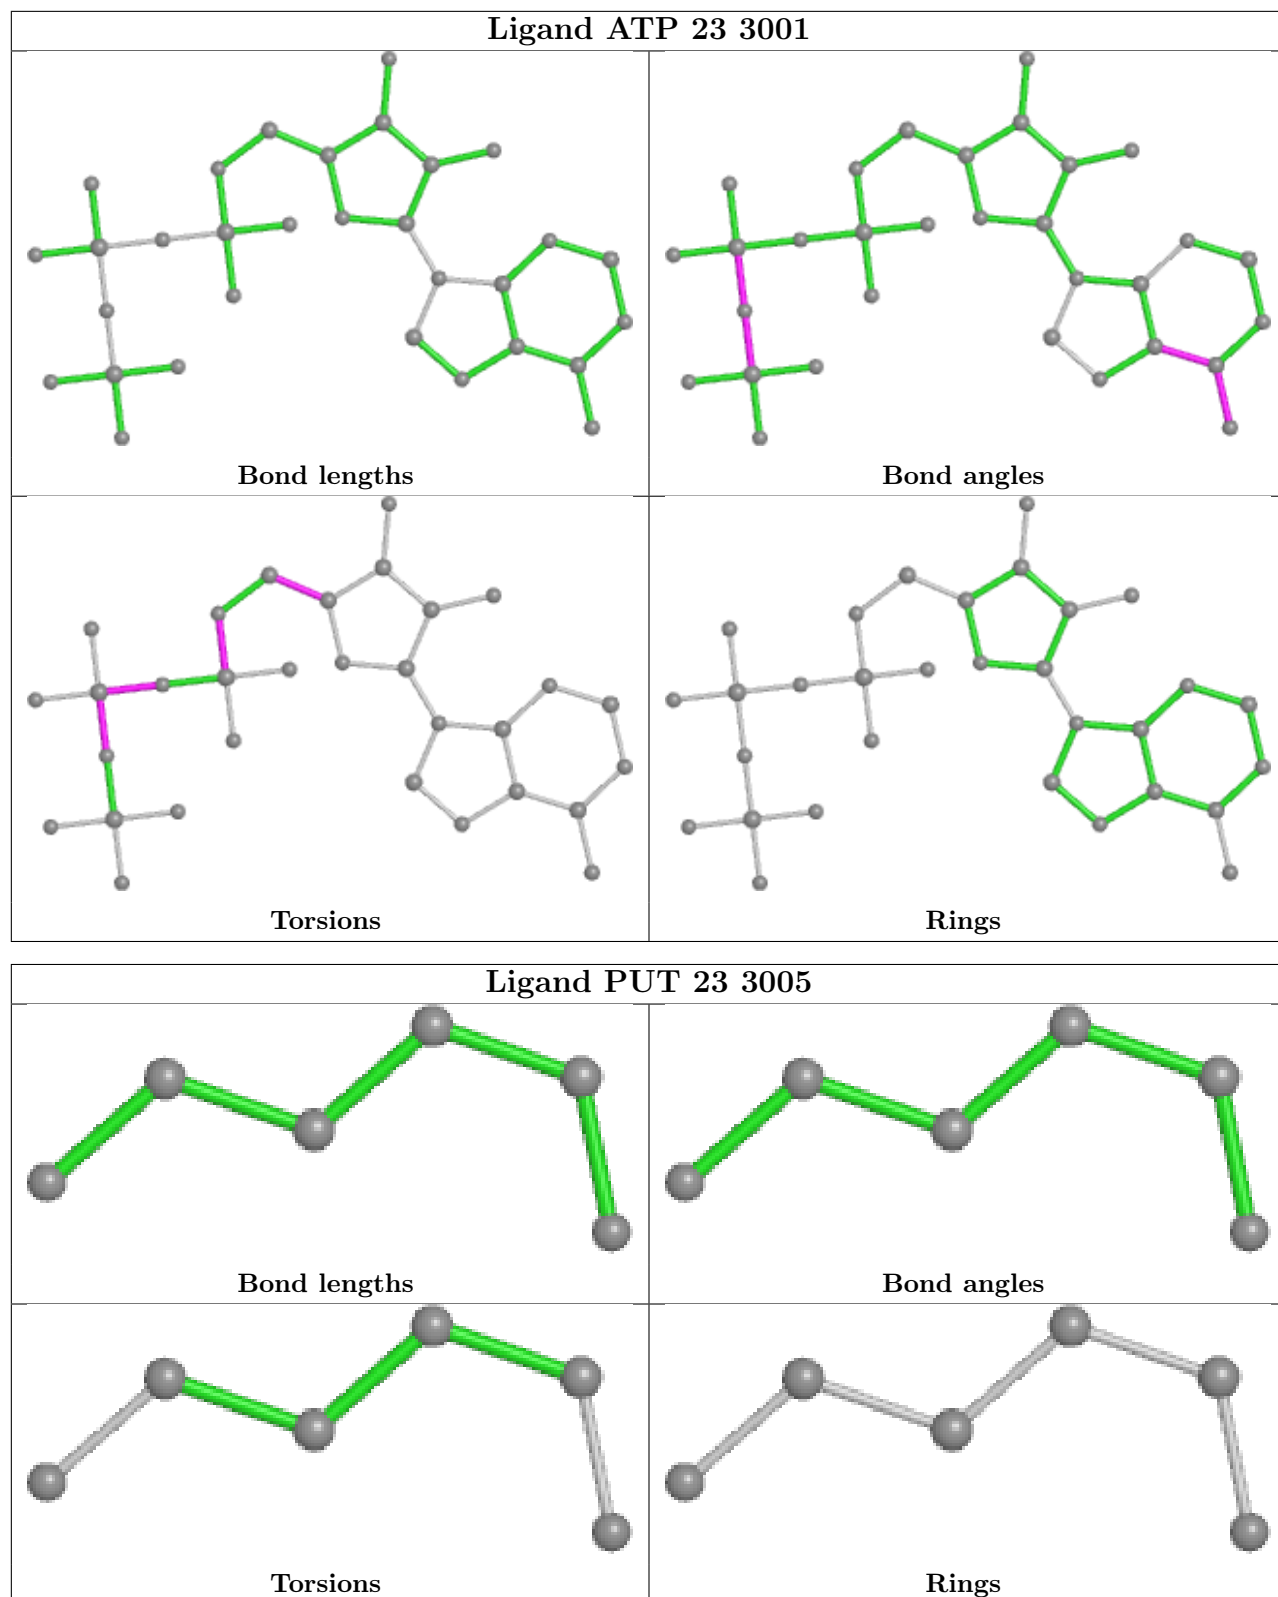 Ligand ATP 23 3001
Bond lengths
Bond angles
Torsions
Rings
Ligand PUT 23 3005
Bond lengths
Bond angles
Torsions
Rings